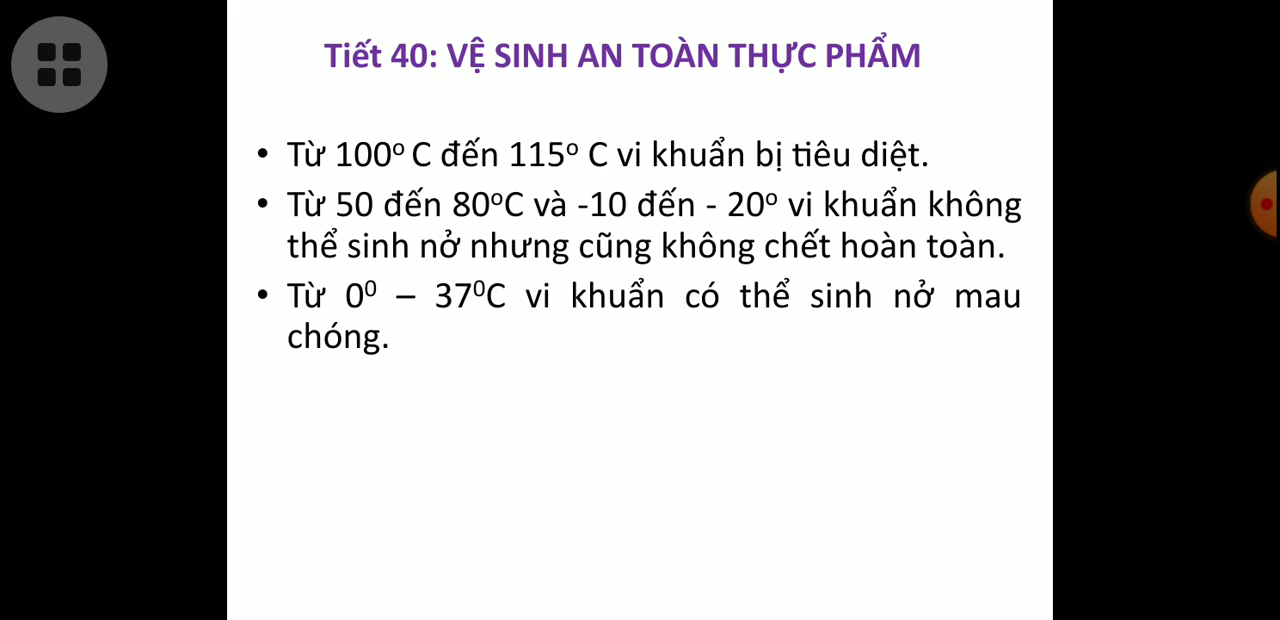 Tiết 40: VỆ SINH AN TOÀN THỰC PHẨM
• Từ 100º C đến 115º C vi khuẩn bị tiêu diệt.
• Từ 50 đến 80ºC và -10 đến - 20º vi khuẩn không
thể sinh nở nhưng cũng không chết hoàn toàn.
• Từ 0⁰ – 37⁰C vi khuẩn có thể sinh nở mau
chóng.